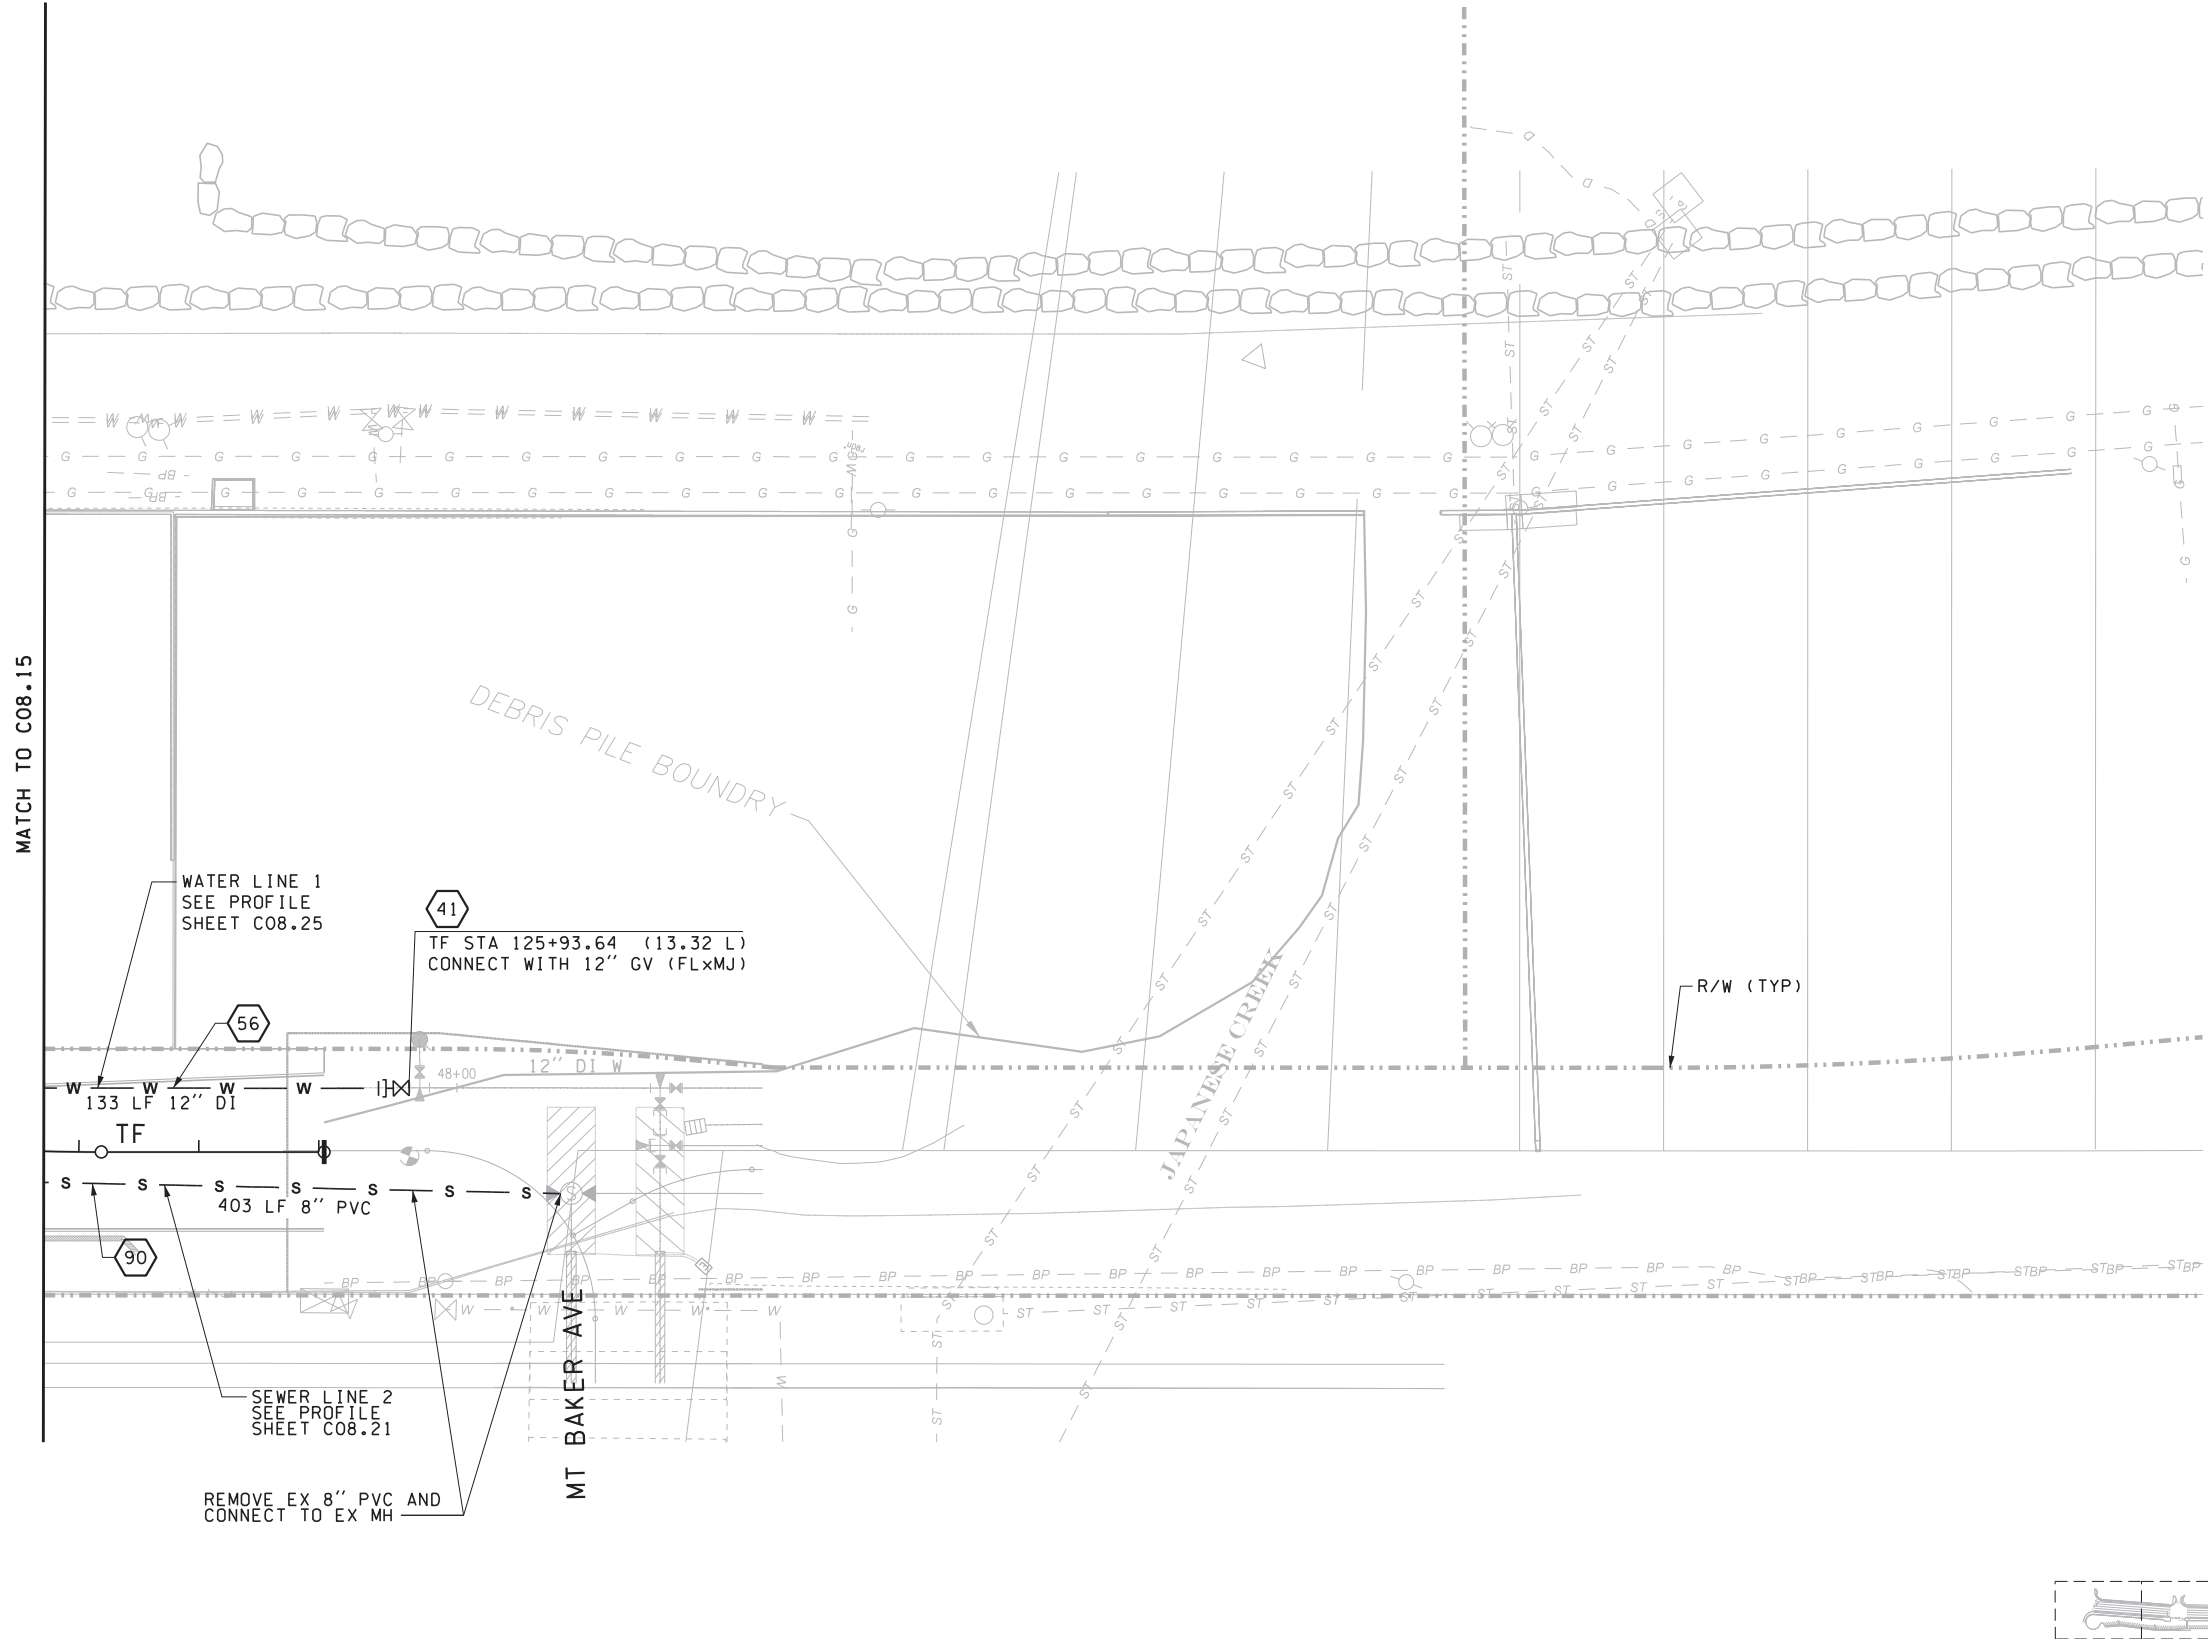 MATCH TO C08.15
DEBRIS PILE BOUNDRY
WATER LINE 1
SEE PROFILE
SHEET C08.25
41
TF STA 125+93.64 (13.32 L)
CONNECT WITH 12'' GV (FLxMJ)
56
R/W (TYP)
JAPANESE CREEK
12'' DI W
48+00
W W W W
133 LF 12'' DI
TF
S S S S S S S
403 LF 8'' PVC
90
SEWER LINE 2
SEE PROFILE
SHEET C08.21
REMOVE EX 8'' PVC AND
CONNECT TO EX MH
MT BAKER AVE